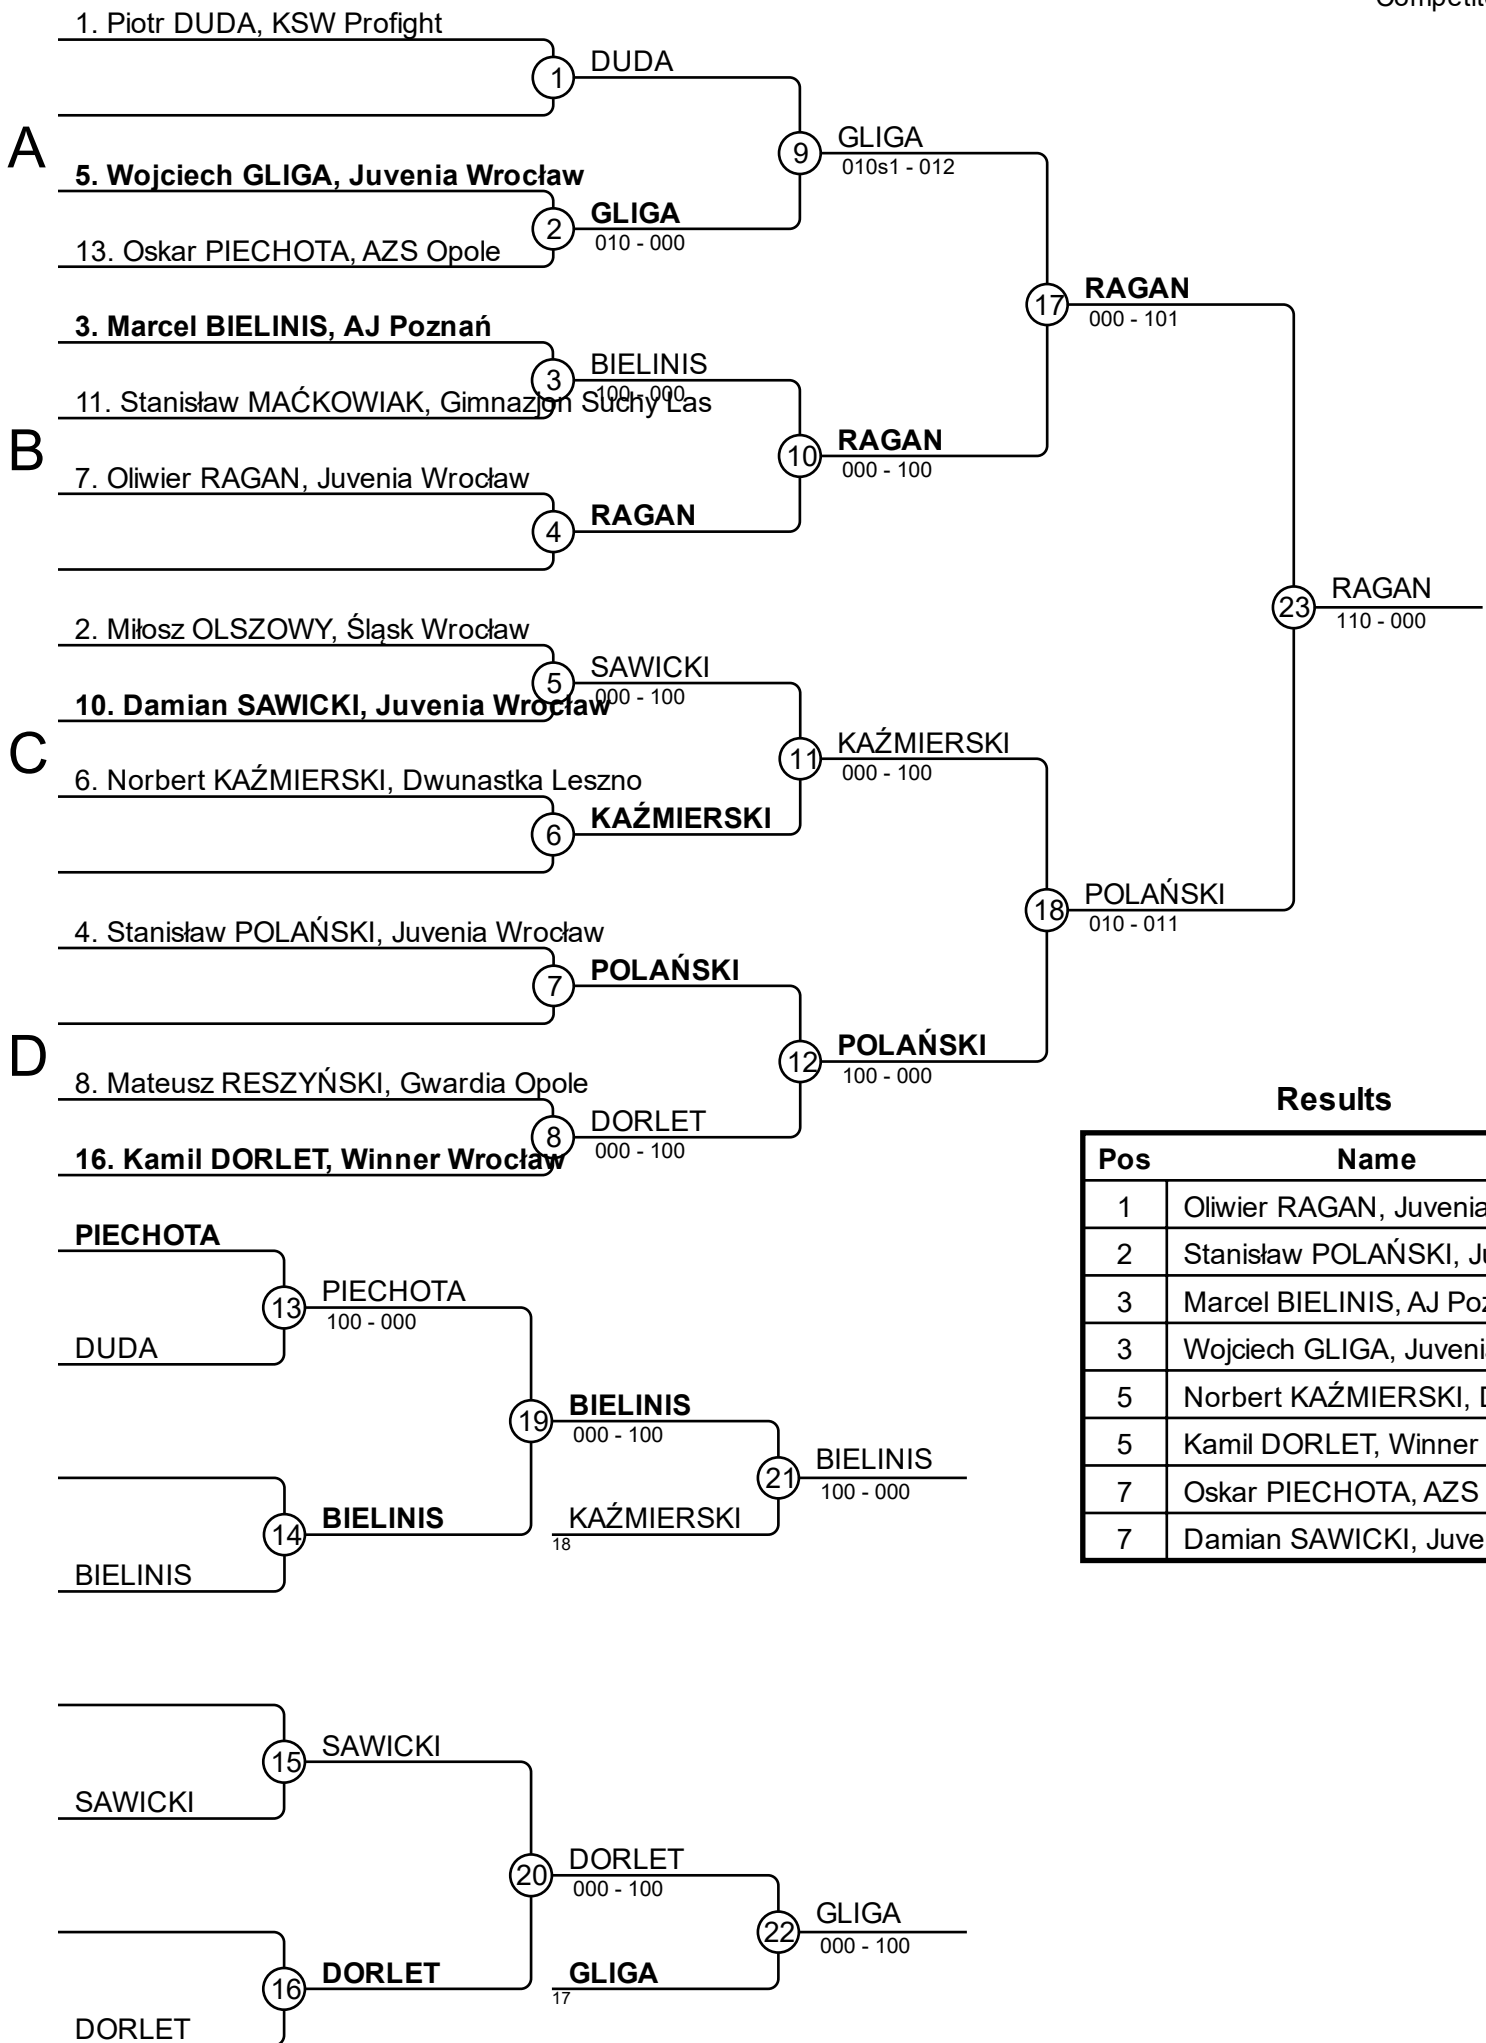 Competito
1. Piotr DUDA, KSW Profight
1
DUDA
A
5. Wojciech GLIGA, Juvenia Wrocław
2
GLIGA
010 - 000
13. Oskar PIECHOTA, AZS Opole
9
GLIGA
010s1 - 012
3. Marcel BIELINIS, AJ Poznań
3
BIELINIS
100 - 000
11. Stanisław MAĆKOWIAK, Gimnazjon Suchy Las
B
7. Oliwier RAGAN, Juvenia Wrocław
4
RAGAN
10
RAGAN
000 - 100
17
RAGAN
000 - 101
2. Miłosz OLSZOWY, Śląsk Wrocław
5
SAWICKI
000 - 100
10. Damian SAWICKI, Juvenia Wrocław
C
6. Norbert KAŹMIERSKI, Dwunastka Leszno
6
KAŹMIERSKI
11
KAŹMIERSKI
000 - 100
23
RAGAN
110 - 000
4. Stanisław POLAŃSKI, Juvenia Wrocław
7
POLAŃSKI
D
8. Mateusz RESZYŃSKI, Gwardia Opole
8
DORLET
000 - 100
16. Kamil DORLET, Winner Wrocław
12
POLAŃSKI
100 - 000
18
POLAŃSKI
010 - 011
PIECHOTA
13
PIECHOTA
100 - 000
DUDA
14
BIELINIS
BIELINIS
19
BIELINIS
000 - 100
KAŹMIERSKI
18
21
BIELINIS
100 - 000
15
SAWICKI
SAWICKI
16
DORLET
DORLET
20
DORLET
000 - 100
GLIGA
17
22
GLIGA
000 - 100
Results
Pos Name
1 Oliwier RAGAN, Juvenia
2 Stanisław POLAŃSKI, Ju
3 Marcel BIELINIS, AJ Poz
3 Wojciech GLIGA, Juveni
5 Norbert KAŹMIERSKI, D
5 Kamil DORLET, Winner
7 Oskar PIECHOTA, AZS
7 Damian SAWICKI, Juve